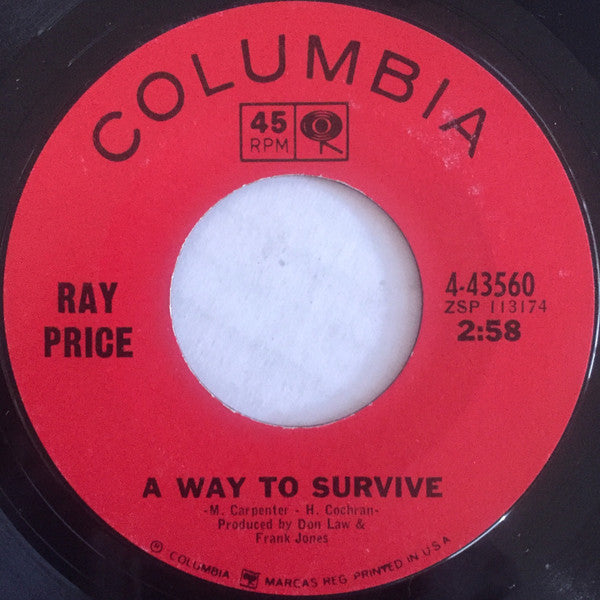 COLUMBIA
45
RPM
RAY
PRICE
4-43560
ZSP 113174
2:58
A WAY TO SURVIVE
-M. Carpenter - H. Cochran-
Produced by Don Law &
Frank Jones
® COLUMBIA MARCAS REG. PRINTED IN U S A